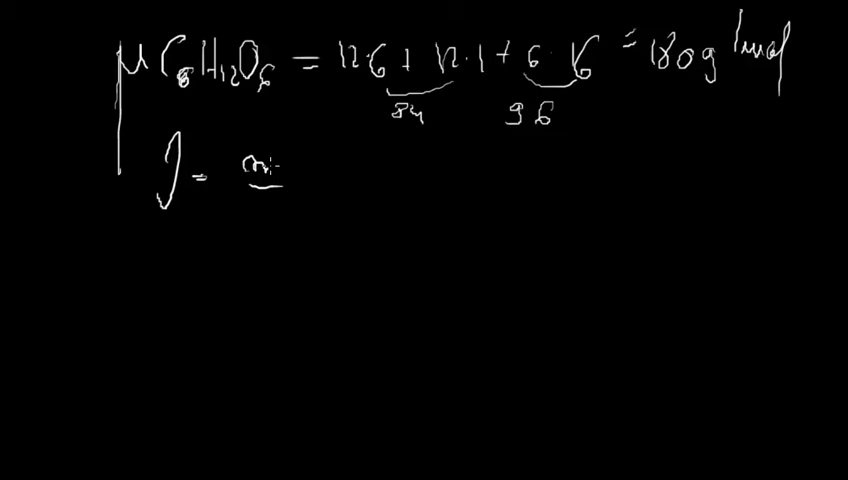 μ C6H12O6 = 12·6 + 12·1 + 6·16 = 180 g/mol
84 96
ν = m